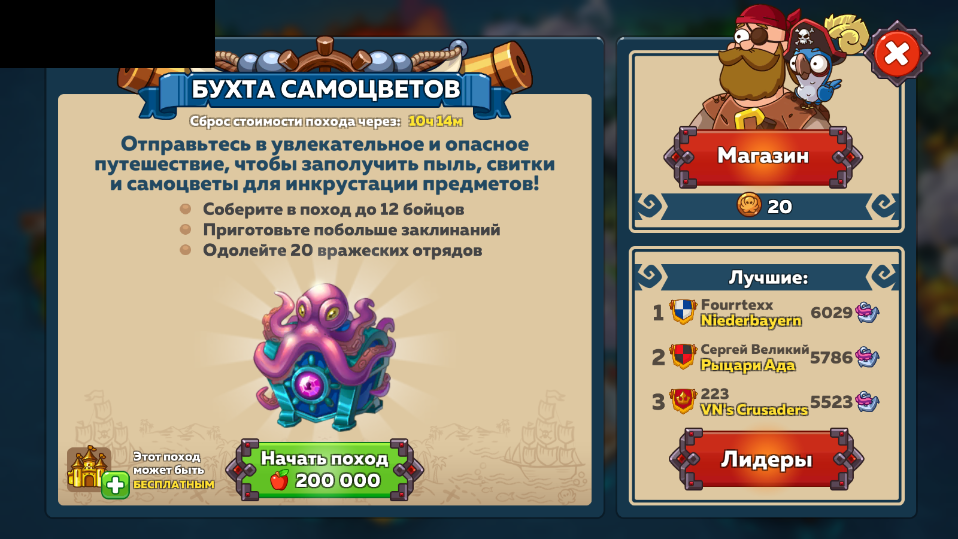 БУХТА САМОЦВЕТОВ
Сброс стоимости похода через: 10ч 14м
Отправьтесь в увлекательное и опасное
путешествие, чтобы заполучить пыль, свитки
и самоцветы для инкрустации предметов!
Соберите в поход до 12 бойцов
Приготовьте побольше заклинаний
Одолейте 20 вражеских отрядов
Этот поход
может быть
БЕСПЛАТНЫМ
Начать поход
200 000
Магазин
20
Лучшие:
1 Fourrtexx 6029
Niederbayern
2 Сергей Великий 5786
Рыцари Ада
3 223 5523
VN's Crusaders
Лидеры